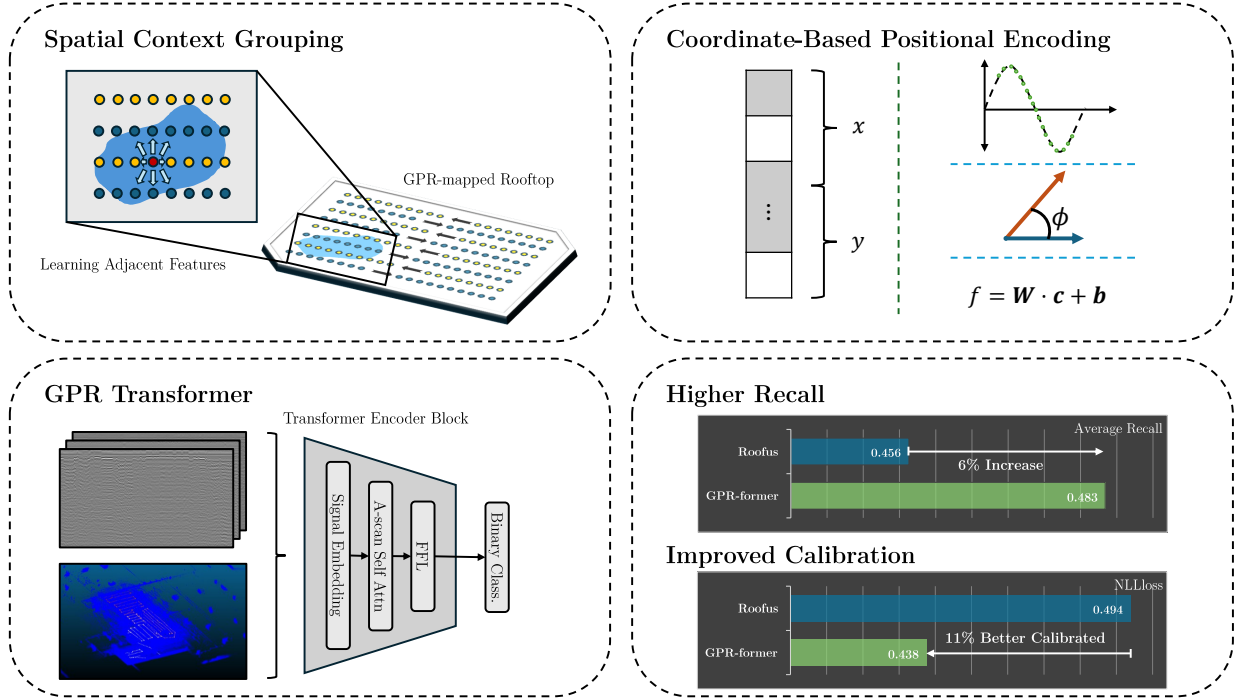 Spatial Context Grouping
GPR-mapped Rooftop
Learning Adjacent Features
Coordinate-Based Positional Encoding
x
⋮
y
ϕ
f = W · c + b
GPR Transformer
Transformer Encoder Block
Signal Embedding
A-scan Self Attn
FFL
Binary Class.
Higher Recall
Average Recall
Roofus
0.456
6% Increase
GPR-former
0.483
Improved Calibration
NLLloss
Roofus
0.494
11% Better Calibrated
GPR-former
0.438